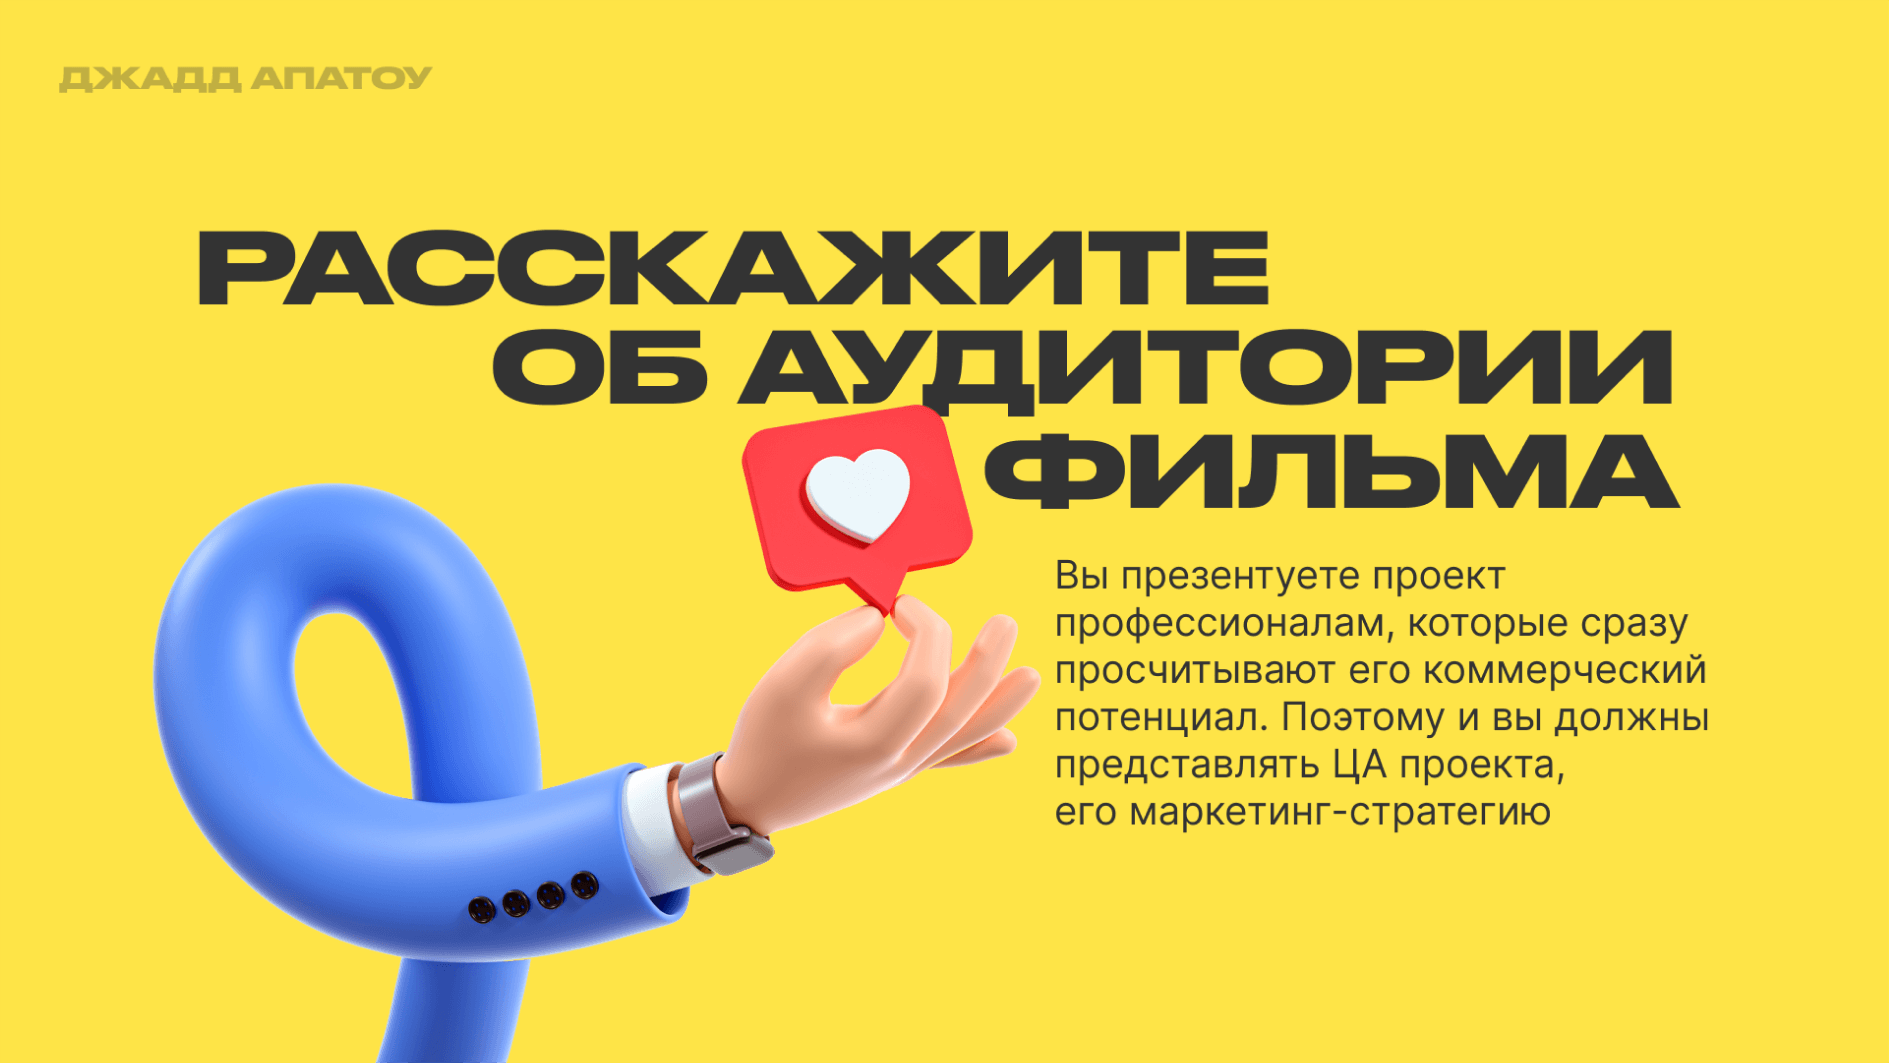 ДЖАДД АПАТОУ
РАССКАЖИТЕ
ОБ АУДИТОРИИ
ФИЛЬМА
Вы презентуете проект
профессионалам, которые сразу
просчитывают его коммерческий
потенциал. Поэтому и вы должны
представлять ЦА проекта,
его маркетинг-стратегию